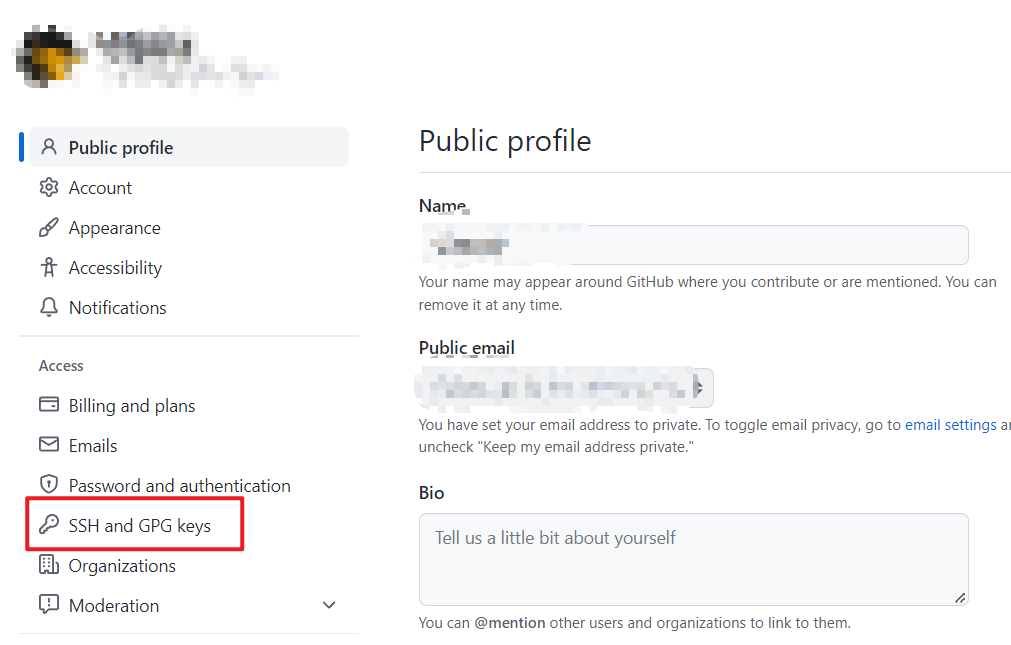 Public profile
Account
Appearance
Accessibility
Notifications
Access
Billing and plans
Emails
Password and authentication
SSH and GPG keys
Organizations
Moderation
Public profile
Name
Your name may appear around GitHub where you contribute or are mentioned. You can
remove it at any time.
Public email
You have set your email address to private. To toggle email privacy, go to email settings
uncheck "Keep my email address private."
Bio
Tell us a little bit about yourself
You can @mention other users and organizations to link to them.